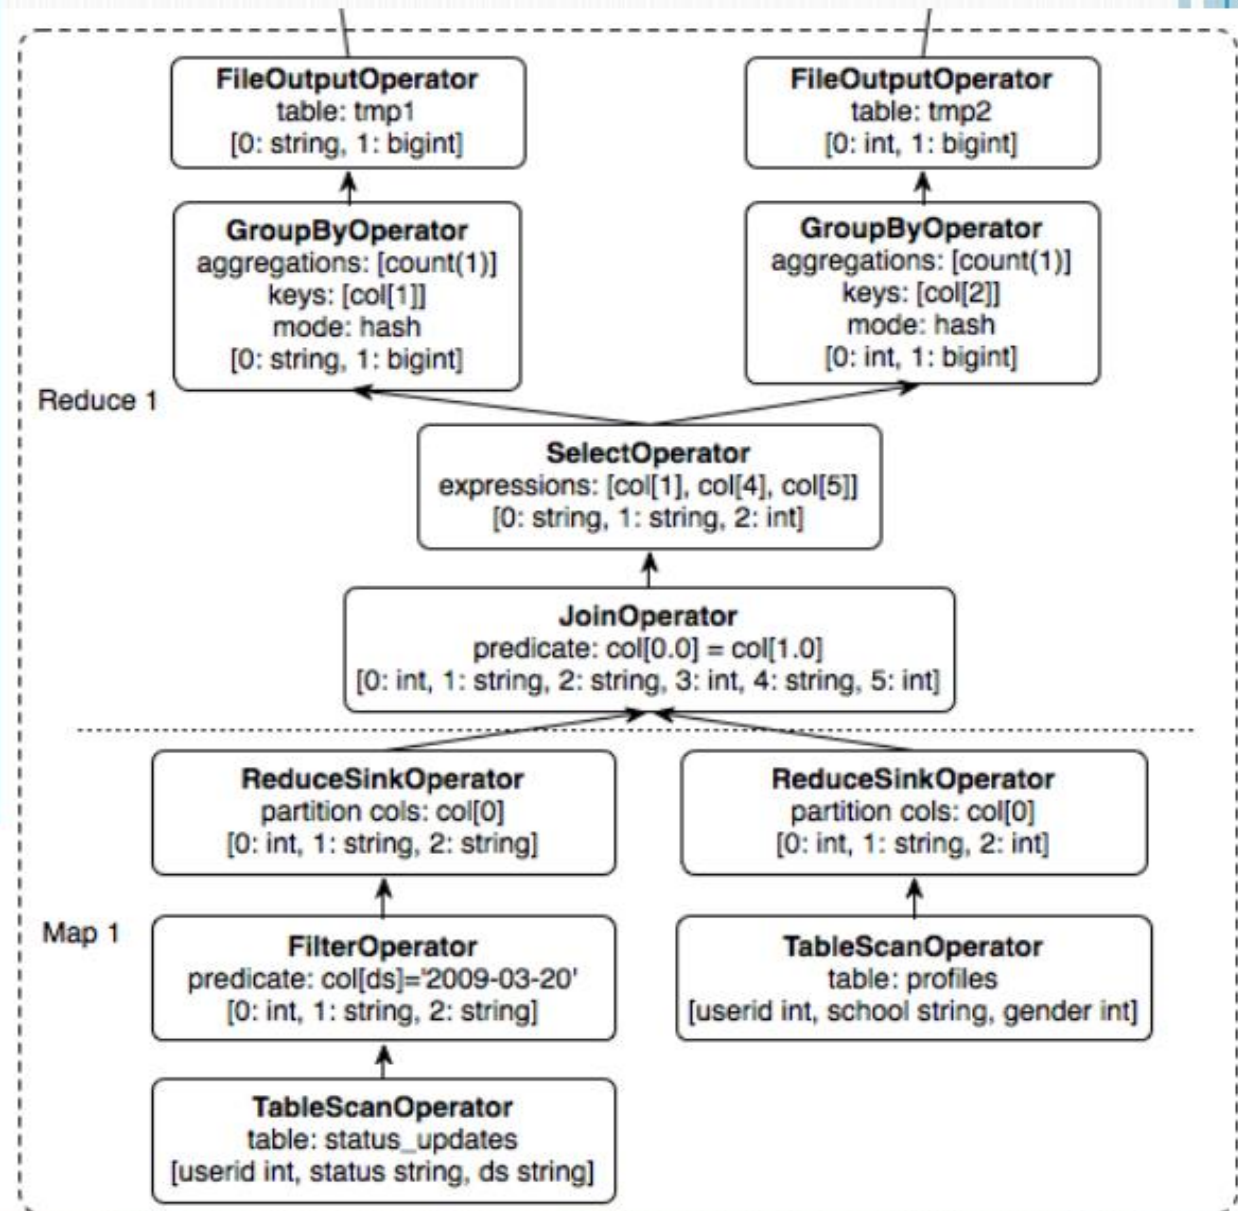 FileOutputOperator
table: tmp1
[0: string, 1: bigint]
FileOutputOperator
table: tmp2
[0: int, 1: bigint]
GroupByOperator
aggregations: [count(1)]
keys: [col[1]]
mode: hash
[0: string, 1: bigint]
GroupByOperator
aggregations: [count(1)]
keys: [col[2]]
mode: hash
[0: int, 1: bigint]
Reduce 1
SelectOperator
expressions: [col[1], col[4], col[5]]
[0: string, 1: string, 2: int]
JoinOperator
predicate: col[0.0] = col[1.0]
[0: int, 1: string, 2: string, 3: int, 4: string, 5: int]
ReduceSinkOperator
partition cols: col[0]
[0: int, 1: string, 2: string]
ReduceSinkOperator
partition cols: col[0]
[0: int, 1: string, 2: int]
Map 1
FilterOperator
predicate: col[ds]='2009-03-20'
[0: int, 1: string, 2: string]
TableScanOperator
table: profiles
[userid int, school string, gender int]
TableScanOperator
table: status_updates
[userid int, status string, ds string]